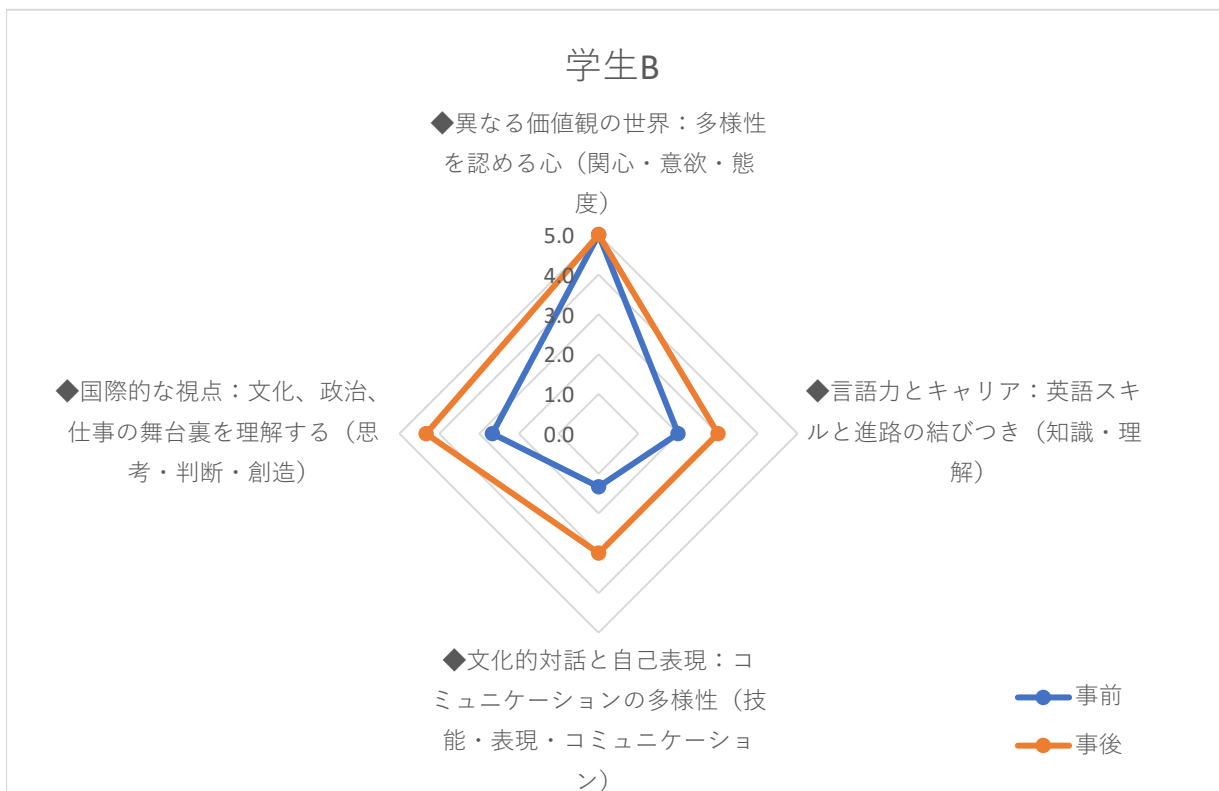 学生B
◆異なる価値観の世界：多様性
を認める心（関心・意欲・態
度）
5.0
4.0
3.0
2.0
1.0
0.0
◆国際的な視点：文化、政治、
仕事の舞台裏を理解する（思
考・判断・創造）
◆言語力とキャリア：英語スキ
ルと進路の結びつき（知識・理
解）
◆文化的対話と自己表現：コ
ミュニケーションの多様性（技
能・表現・コミュニケーショ
ン）
事前
事後